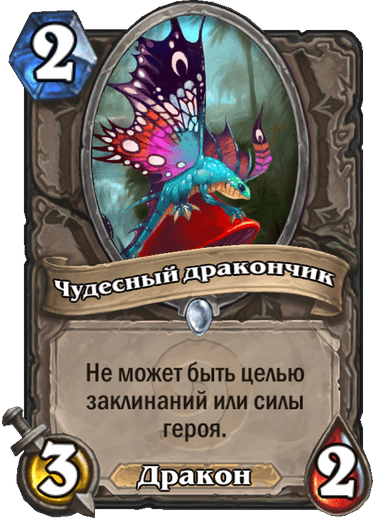 2
Чудесный дракончик
Не может быть целью
заклинаний или силы
героя.
3
Дракон
2